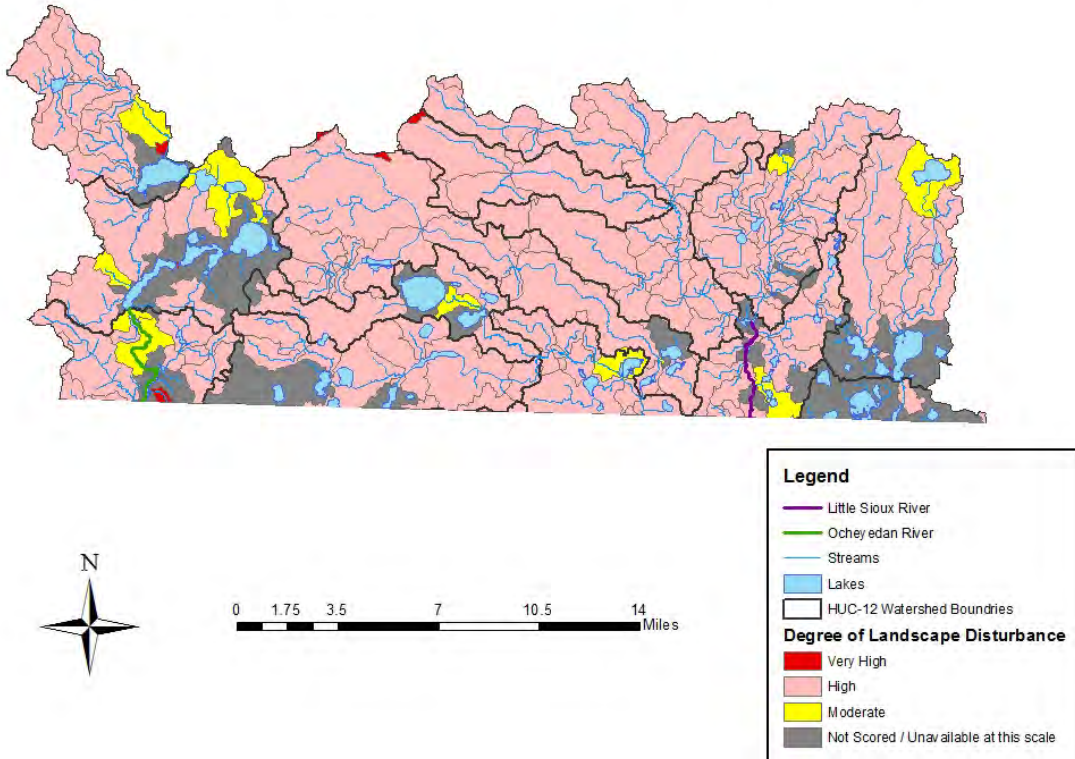 Legend
Little Sioux River
Ocheyedan River
Streams
Lakes
HUC-12 Watershed Boundries
Degree of Landscape Disturbance
Very High
High
Moderate
Not Scored / Unavailable at this scale
N
0 1.75 3.5 7 10.5 14
Miles